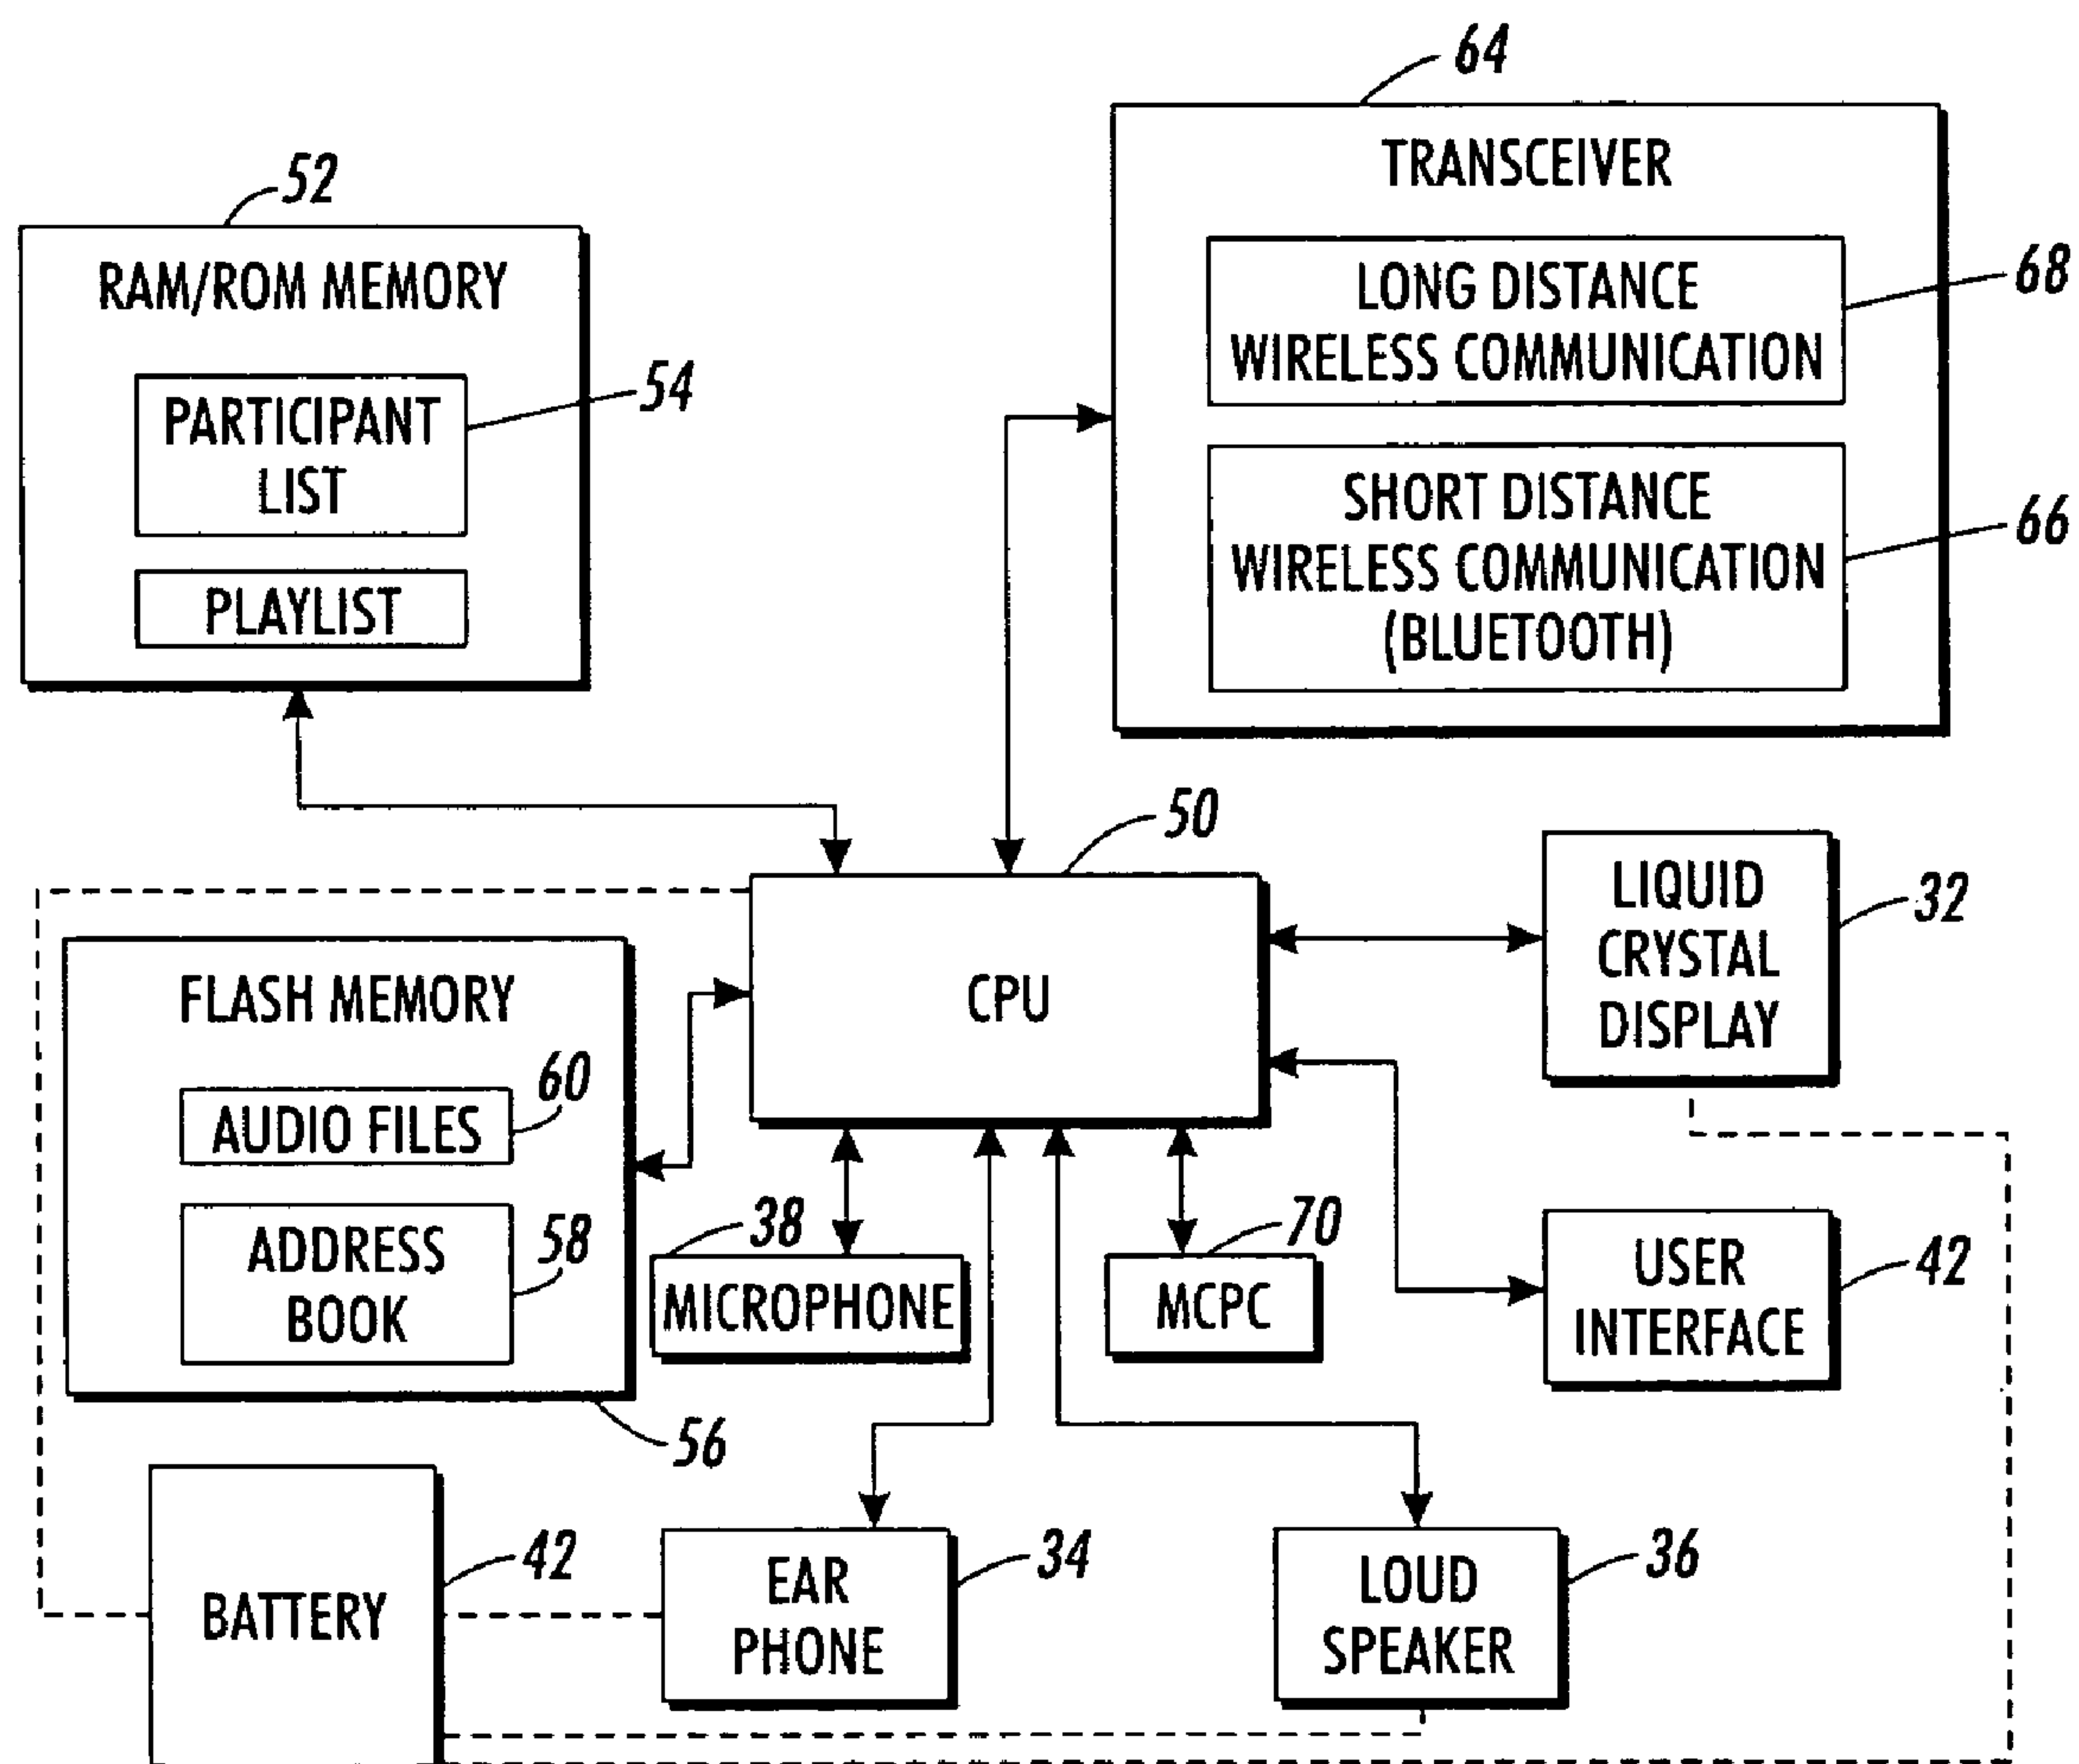 64
TRANSCEIVER
52
RAM/ROM MEMORY
LONG DISTANCE
WIRELESS COMMUNICATION
68
PARTICIPANT
LIST
54
SHORT DISTANCE
WIRELESS COMMUNICATION
(BLUETOOTH)
66
PLAYLIST
50
CPU
LIQUID
CRYSTAL
DISPLAY
32
FLASH MEMORY
60
AUDIO FILES
58
ADDRESS
BOOK
38
MICROPHONE
70
MCPC
USER
INTERFACE
42
56
BATTERY
42
EAR
PHONE
34
LOUD
SPEAKER
36